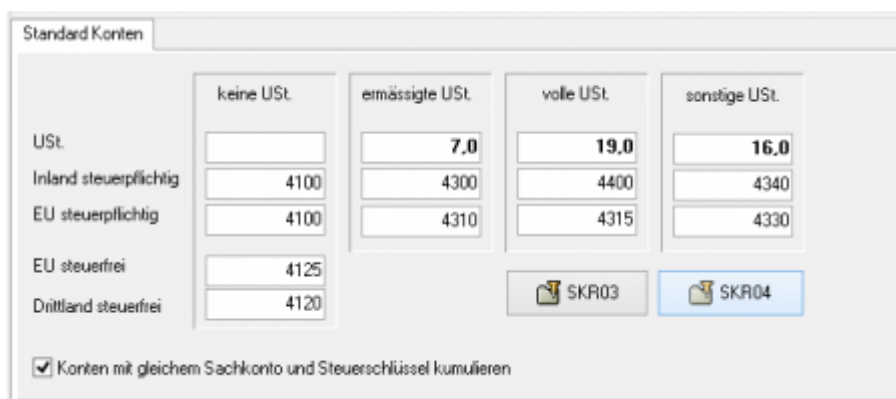 Standard Konten
keine USt. ermässigte USt. volle USt. sonstige USt.
USt. 7,0 19,0 16,0
Inland steuerpflichtig 4100 4300 4400 4340
EU steuerpflichtig 4100 4310 4315 4330
EU steuerfrei 4125
Drittland steuerfrei 4120
SKR03 SKR04
Konten mit gleichem Sachkonto und Steuerschlüssel kumulieren